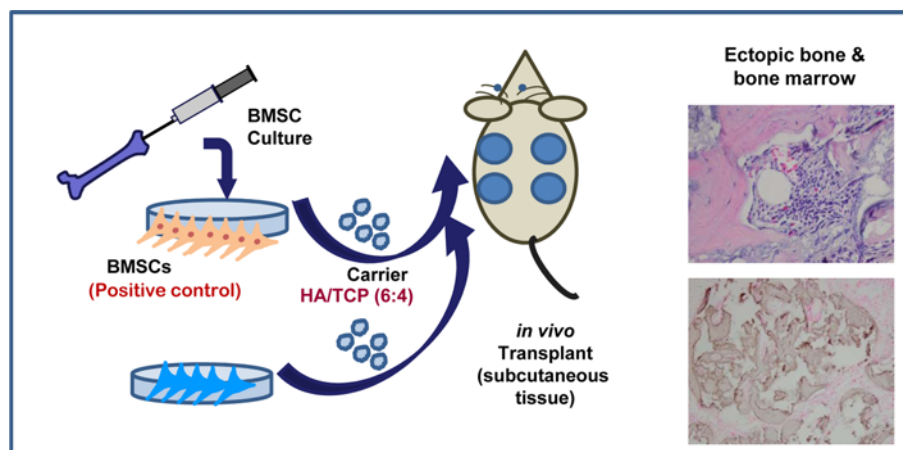 BMSC
Culture
BMSCs
(Positive control)
Carrier
HA/TCP (6:4)
in vivo
Transplant
(subcutaneous
tissue)
Ectopic bone &
bone marrow